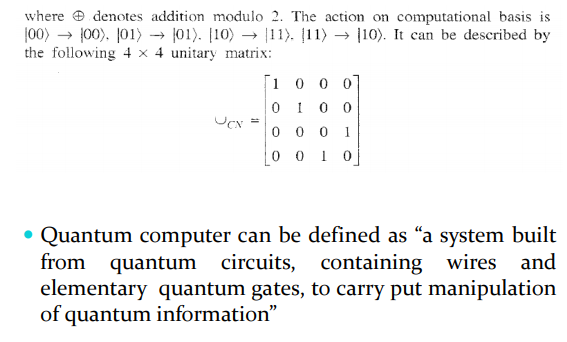 where ⊕ denotes addition modulo 2. The action on computational basis is
|00⟩ → |00⟩. |01⟩ → |01⟩. |10⟩ → |11⟩. |11⟩ → |10⟩. It can be described by
the following 4 × 4 unitary matrix:
1 0 0 0
0 1 0 0
U_CN =
0 0 0 1
0 0 1 0
• Quantum computer can be defined as “a system built
from quantum circuits, containing wires and
elementary quantum gates, to carry put manipulation
of quantum information”